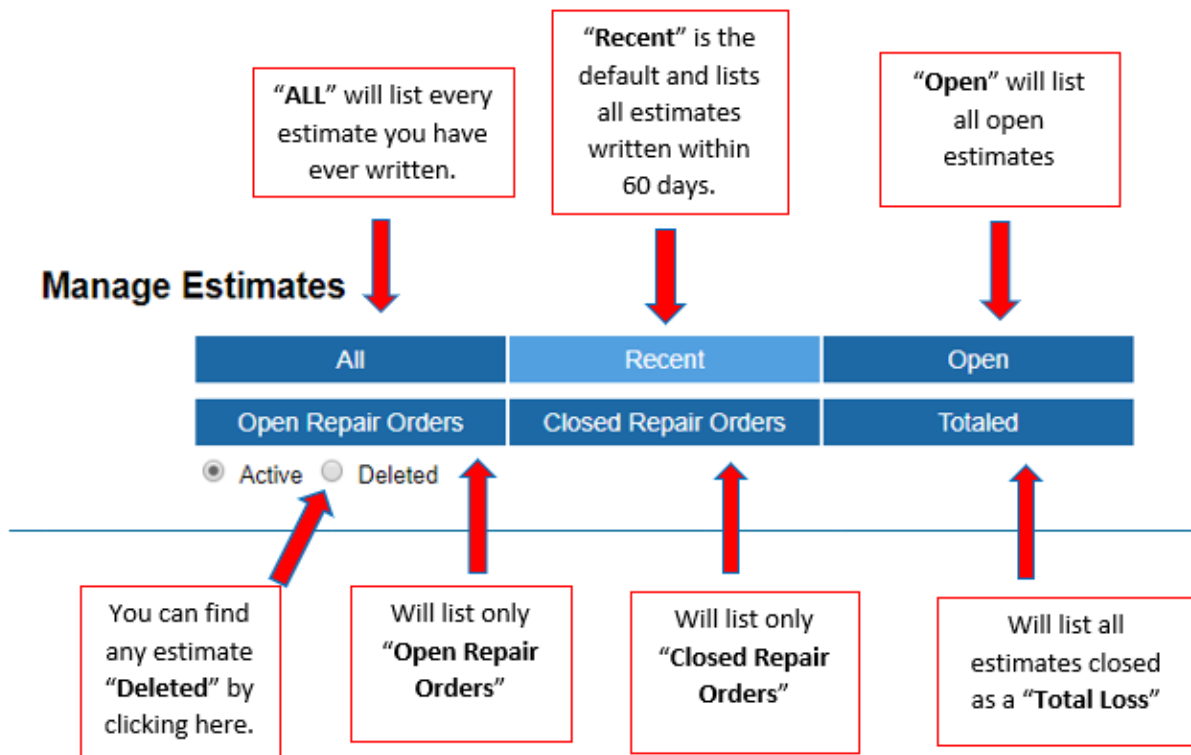 “ALL” will list every
estimate you have
ever written.
“Recent” is the
default and lists
all estimates
written within
60 days.
“Open” will list
all open
estimates
Manage Estimates
All
Recent
Open
Open Repair Orders
Closed Repair Orders
Totaled
Active
Deleted
You can find
any estimate
“Deleted” by
clicking here.
Will list only
“Open Repair
Orders”
Will list only
“Closed Repair
Orders”
Will list all
estimates closed
as a “Total Loss”